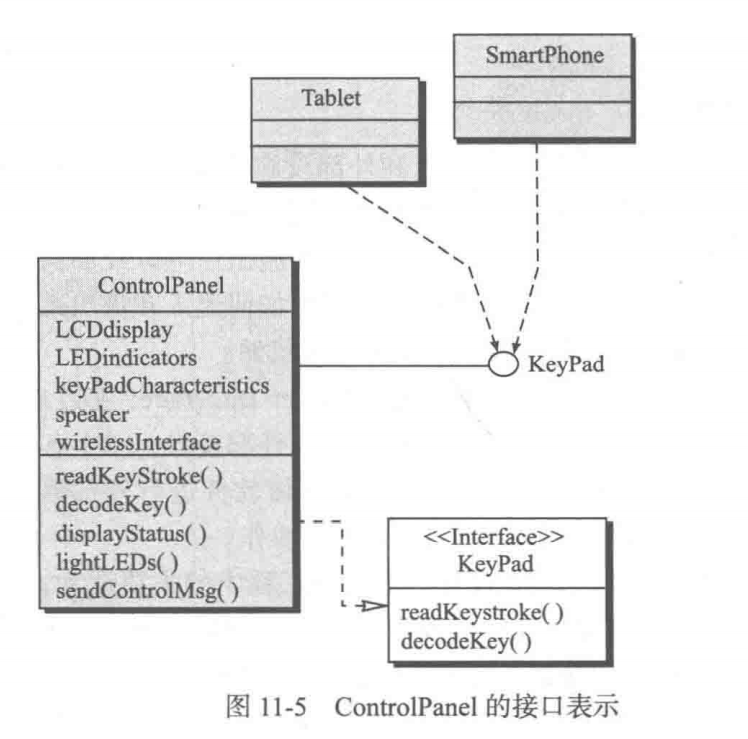 SmartPhone
Tablet
ControlPanel
LCDdisplay
LEDindicators
keyPadCharacteristics
speaker
wirelessInterface
readKeyStroke( )
decodeKey( )
displayStatus( )
lightLEDs( )
sendControlMsg( )
KeyPad
<<Interface>>
KeyPad
readKeystroke( )
decodeKey( )
图 11-5 ControlPanel 的接口表示